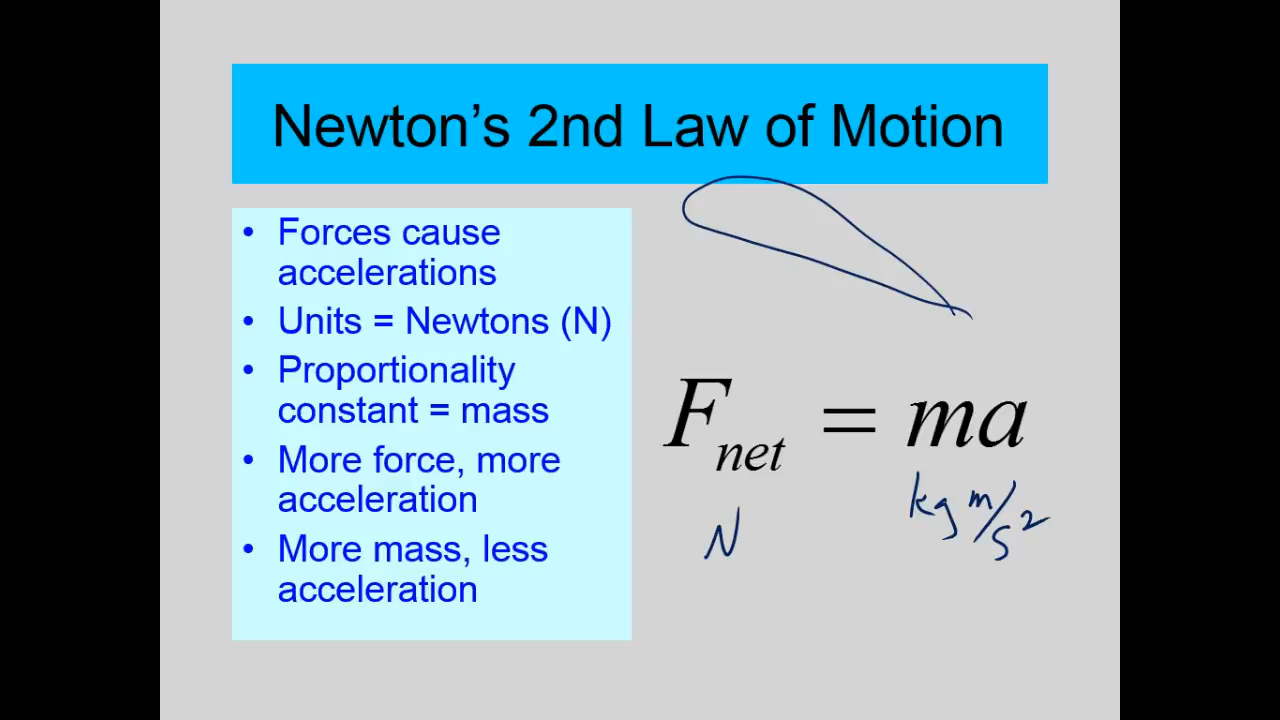 Newton’s 2nd Law of Motion
• Forces cause
accelerations
• Units = Newtons (N)
• Proportionality
constant = mass
• More force, more
acceleration
• More mass, less
acceleration
F_net = ma
N kg m/s²